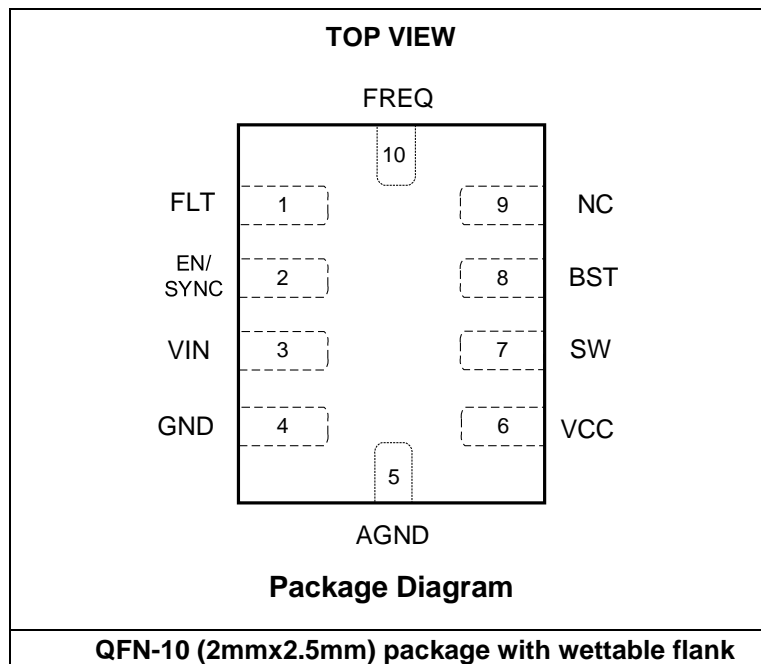 TOP VIEW
FREQ
10
FLT 1 9 NC
EN/
SYNC 2 8 BST
VIN 3 7 SW
GND 4 6 VCC
5
AGND
Package Diagram
QFN-10 (2mmx2.5mm) package with wettable flank